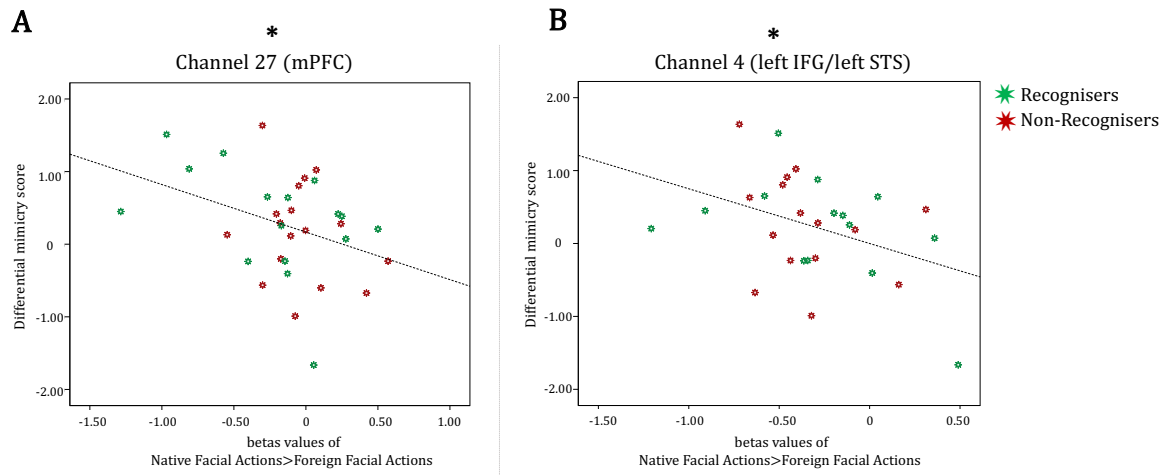 A
*
Channel 27 (mPFC)
2.00
1.00
0
-1.00
-2.00
Differential mimicry score
-1.50 -1.00 -0.50 0 0.50 1.00
betas values of
Native Facial Actions>Foreign Facial Actions
B
*
Channel 4 (left IFG/left STS)
2.00
1.00
0
-1.00
-2.00
Differential mimicry score
-1.50 -1.00 -0.50 0 0.50
betas values of
Native Facial Actions>Foreign Facial Actions
Recognisers
Non-Recognisers